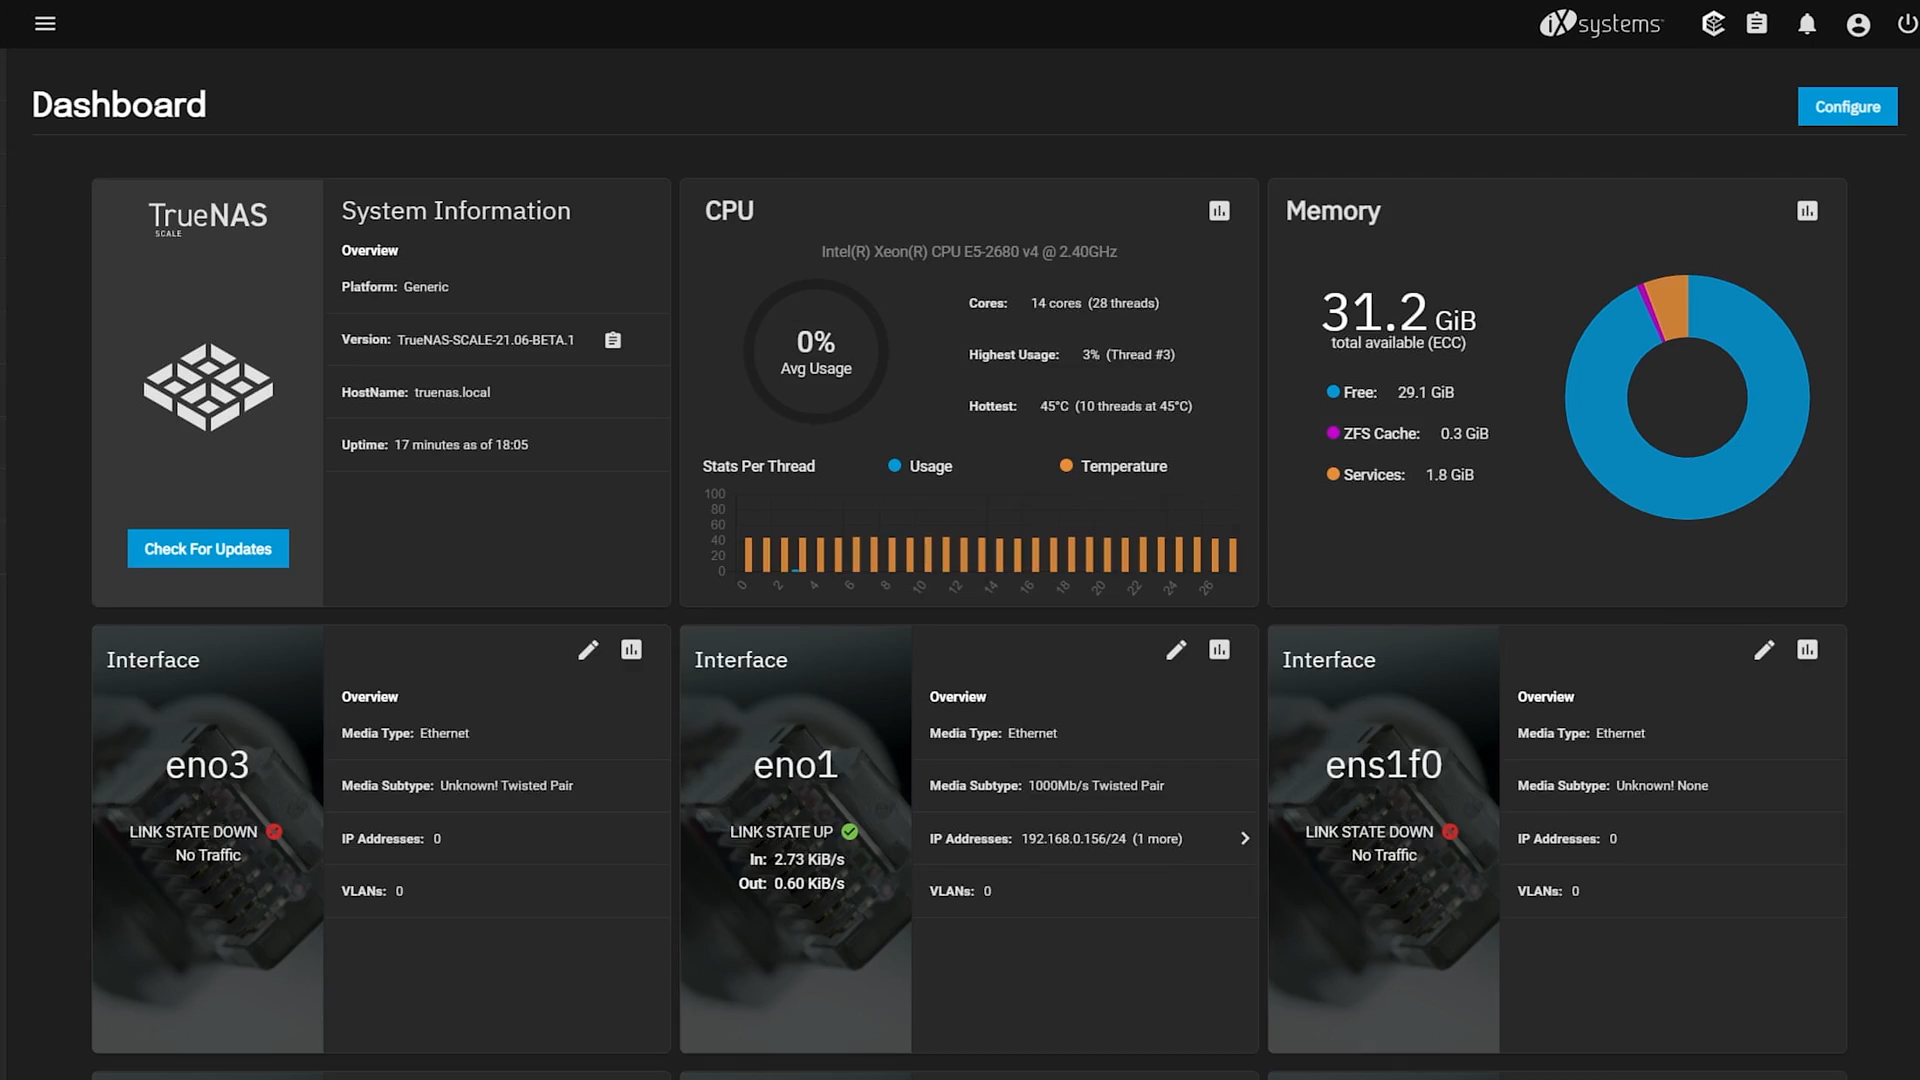 iXsystems
Dashboard
Configure
TrueNAS
SCALE
System Information
Overview
Platform: Generic
Version: TrueNAS-SCALE-21.06-BETA.1
HostName: truenas.local
Uptime: 17 minutes as of 18:05
Check For Updates
CPU
Intel(R) Xeon(R) CPU E5-2680 v4 @ 2.40GHz
0%
Avg Usage
Cores: 14 cores (28 threads)
Highest Usage: 3% (Thread #3)
Hottest: 45°C (10 threads at 45°C)
Stats Per Thread Usage Temperature
100
80
60
40
20
0
0 2 4 6 8 10 12 14 16 18 20 22 24 26
Memory
31.2 GiB
total available (ECC)
Free: 29.1 GiB
ZFS Cache: 0.3 GiB
Services: 1.8 GiB
Interface
eno3
LINK STATE DOWN
No Traffic
Overview
Media Type: Ethernet
Media Subtype: Unknown! Twisted Pair
IP Addresses: 0
VLANs: 0
Interface
eno1
LINK STATE UP
In: 2.73 KiB/s
Out: 0.60 KiB/s
Overview
Media Type: Ethernet
Media Subtype: 1000Mb/s Twisted Pair
IP Addresses: 192.168.0.156/24 (1 more)
VLANs: 0
Interface
ens1f0
LINK STATE DOWN
No Traffic
Overview
Media Type: Ethernet
Media Subtype: Unknown! None
IP Addresses: 0
VLANs: 0